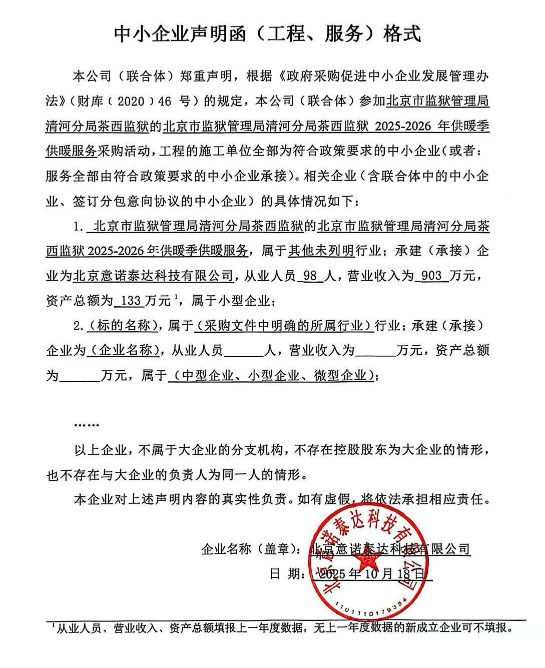 中小企业声明函（工程、服务）格式
本公司（联合体）郑重声明，根据《政府采购促进中小企业发展管理办
法》（财库﹝2020﹞46 号）的规定，本公司（联合体）参加北京市监狱管理局
清河分局茶西监狱的北京市监狱管理局清河分局茶西监狱 2025-2026 年供暖季
供暖服务采购活动，工程的施工单位全部为符合政策要求的中小企业（或者：
服务全部由符合政策要求的中小企业承接）。相关企业（含联合体中的中小企
业、签订分包意向协议的中小企业）的具体情况如下：
1. 北京市监狱管理局清河分局茶西监狱的北京市监狱管理局清河分局茶
西监狱 2025-2026 年供暖季供暖服务，属于其他未列明行业；承建（承接）企
业为北京意诺泰达科技有限公司，从业人员 98 人，营业收入为 903 万元，
资产总额为 133 万元¹，属于小型企业；
2. （标的名称），属于（采购文件中明确的所属行业）行业；承建（承接）
企业为（企业名称），从业人员______人，营业收入为______万元，资产总额
为______万元，属于（中型企业、小型企业、微型企业）；
……
以上企业，不属于大企业的分支机构，不存在控股股东为大企业的情形，
也不存在与大企业的负责人为同一人的情形。
本企业对上述声明内容的真实性负责。如有虚假，将依法承担相应责任。
企业名称（盖章）：北京意诺泰达科技有限公司
日 期：2025年 10 月 18 日
北京意诺泰达科技有限公司
1101110179384
¹从业人员、营业收入、资产总额填报上一年度数据，无上一年度数据的新成立企业可不填报。